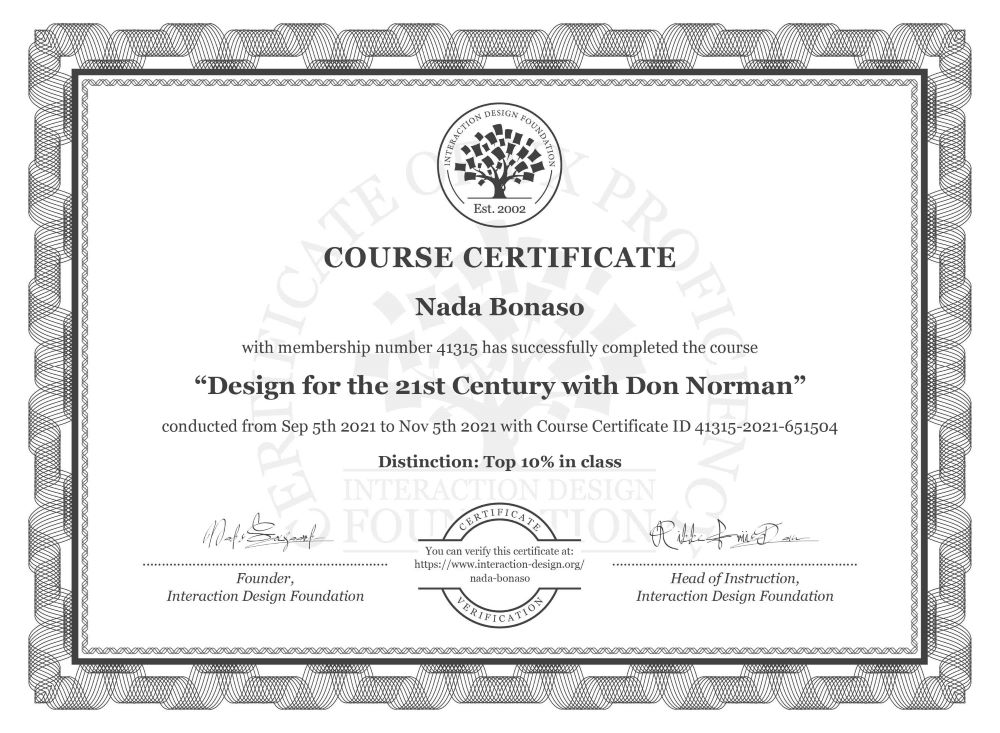 INTERACTION DESIGN FOUNDATION
Est. 2002
CERTIFICATE OF UX PROFICIENCY
COURSE CERTIFICATE
Nada Bonaso
with membership number 41315 has successfully completed the course
“Design for the 21st Century with Don Norman”
conducted from Sep 5th 2021 to Nov 5th 2021 with Course Certificate ID 41315-2021-651504
Distinction: Top 10% in class
INTERACTION DESIGN
FOUNDATION
CERTIFICATE
You can verify this certificate at:
https://www.interaction-design.org/
nada-bonaso
VERIFICATION
Founder,
Interaction Design Foundation
Head of Instruction,
Interaction Design Foundation